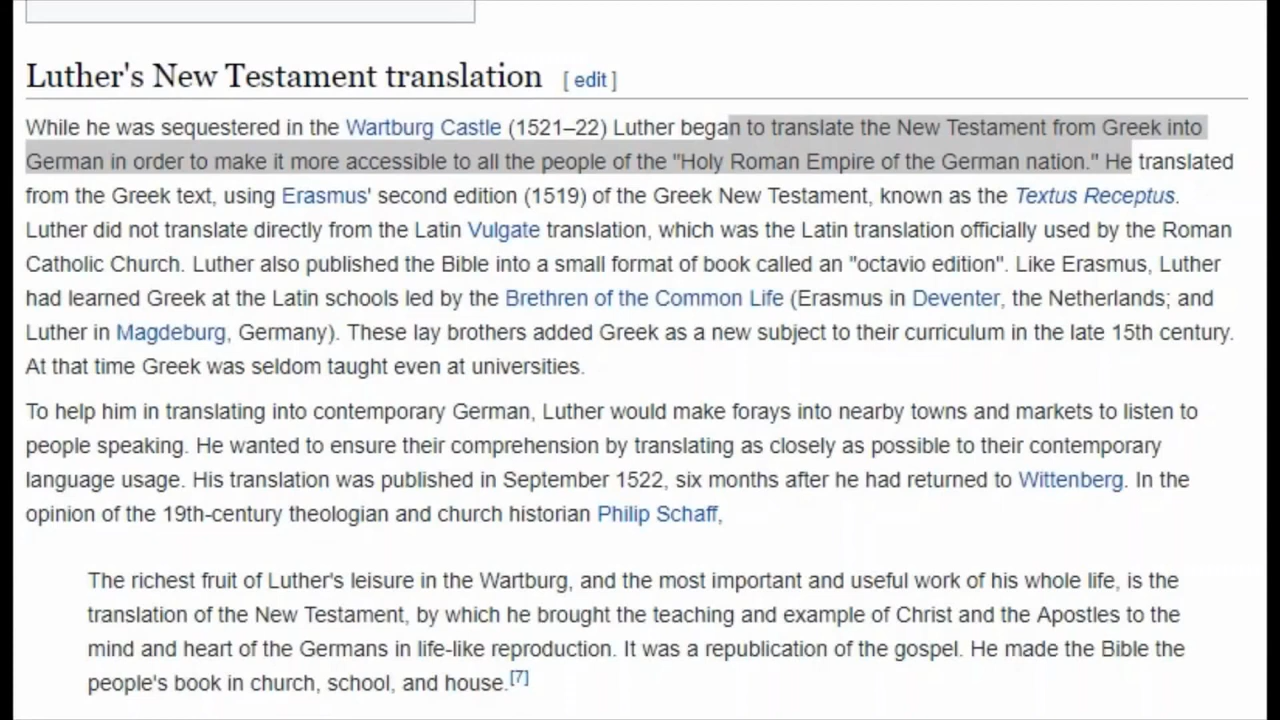 Luther's New Testament translation [ edit ]
While he was sequestered in the Wartburg Castle (1521–22) Luther began to translate the New Testament from Greek into
German in order to make it more accessible to all the people of the "Holy Roman Empire of the German nation." He translated
from the Greek text, using Erasmus' second edition (1519) of the Greek New Testament, known as the Textus Receptus.
Luther did not translate directly from the Latin Vulgate translation, which was the Latin translation officially used by the Roman
Catholic Church. Luther also published the Bible into a small format of book called an "octavio edition". Like Erasmus, Luther
had learned Greek at the Latin schools led by the Brethren of the Common Life (Erasmus in Deventer, the Netherlands; and
Luther in Magdeburg, Germany). These lay brothers added Greek as a new subject to their curriculum in the late 15th century.
At that time Greek was seldom taught even at universities.
To help him in translating into contemporary German, Luther would make forays into nearby towns and markets to listen to
people speaking. He wanted to ensure their comprehension by translating as closely as possible to their contemporary
language usage. His translation was published in September 1522, six months after he had returned to Wittenberg. In the
opinion of the 19th-century theologian and church historian Philip Schaff,
The richest fruit of Luther's leisure in the Wartburg, and the most important and useful work of his whole life, is the
translation of the New Testament, by which he brought the teaching and example of Christ and the Apostles to the
mind and heart of the Germans in life-like reproduction. It was a republication of the gospel. He made the Bible the
people's book in church, school, and house.[7]